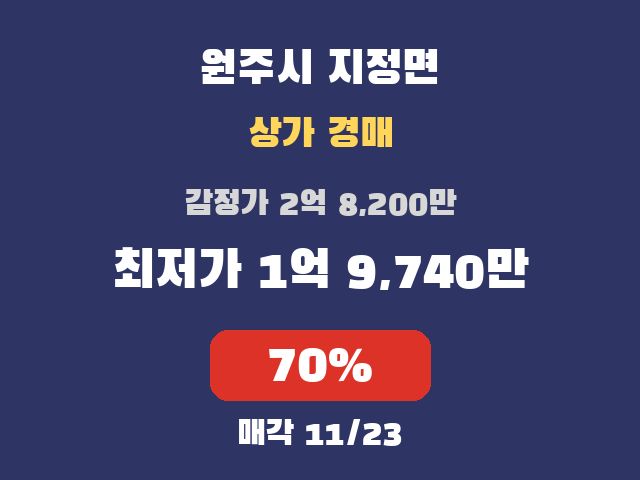 원주시 지정면
상가 경매
감정가 2억 8,200만
최저가 1억 9,740만
70%
매각 11/23